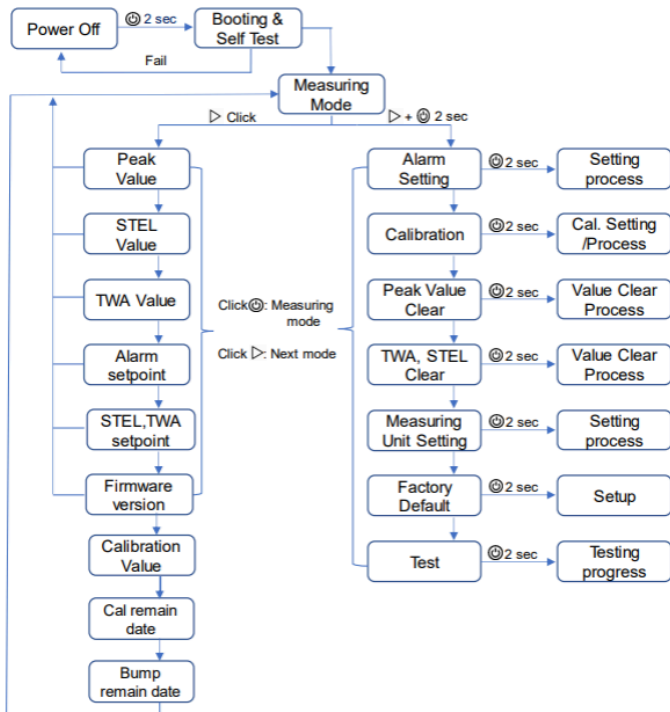 Power Off
⏻ 2 sec
Booting &
Self Test
Fail
Measuring
Mode
▷ Click
▷ + ⏻ 2 sec
Peak
Value
STEL
Value
TWA Value
Alarm
setpoint
STEL,TWA
setpoint
Firmware
version
Calibration
Value
Cal remain
date
Bump
remain date
Click⏻: Measuring
mode
Click ▷: Next mode
Alarm
Setting
⏻ 2 sec
Setting
process
Calibration
⏻ 2 sec
Cal. Setting
/Process
Peak Value
Clear
⏻ 2 sec
Value Clear
Process
TWA, STEL
Clear
⏻ 2 sec
Value Clear
Process
Measuring
Unit Setting
⏻ 2 sec
Setting
process
Factory
Default
⏻ 2 sec
Setup
Test
⏻ 2 sec
Testing
progress